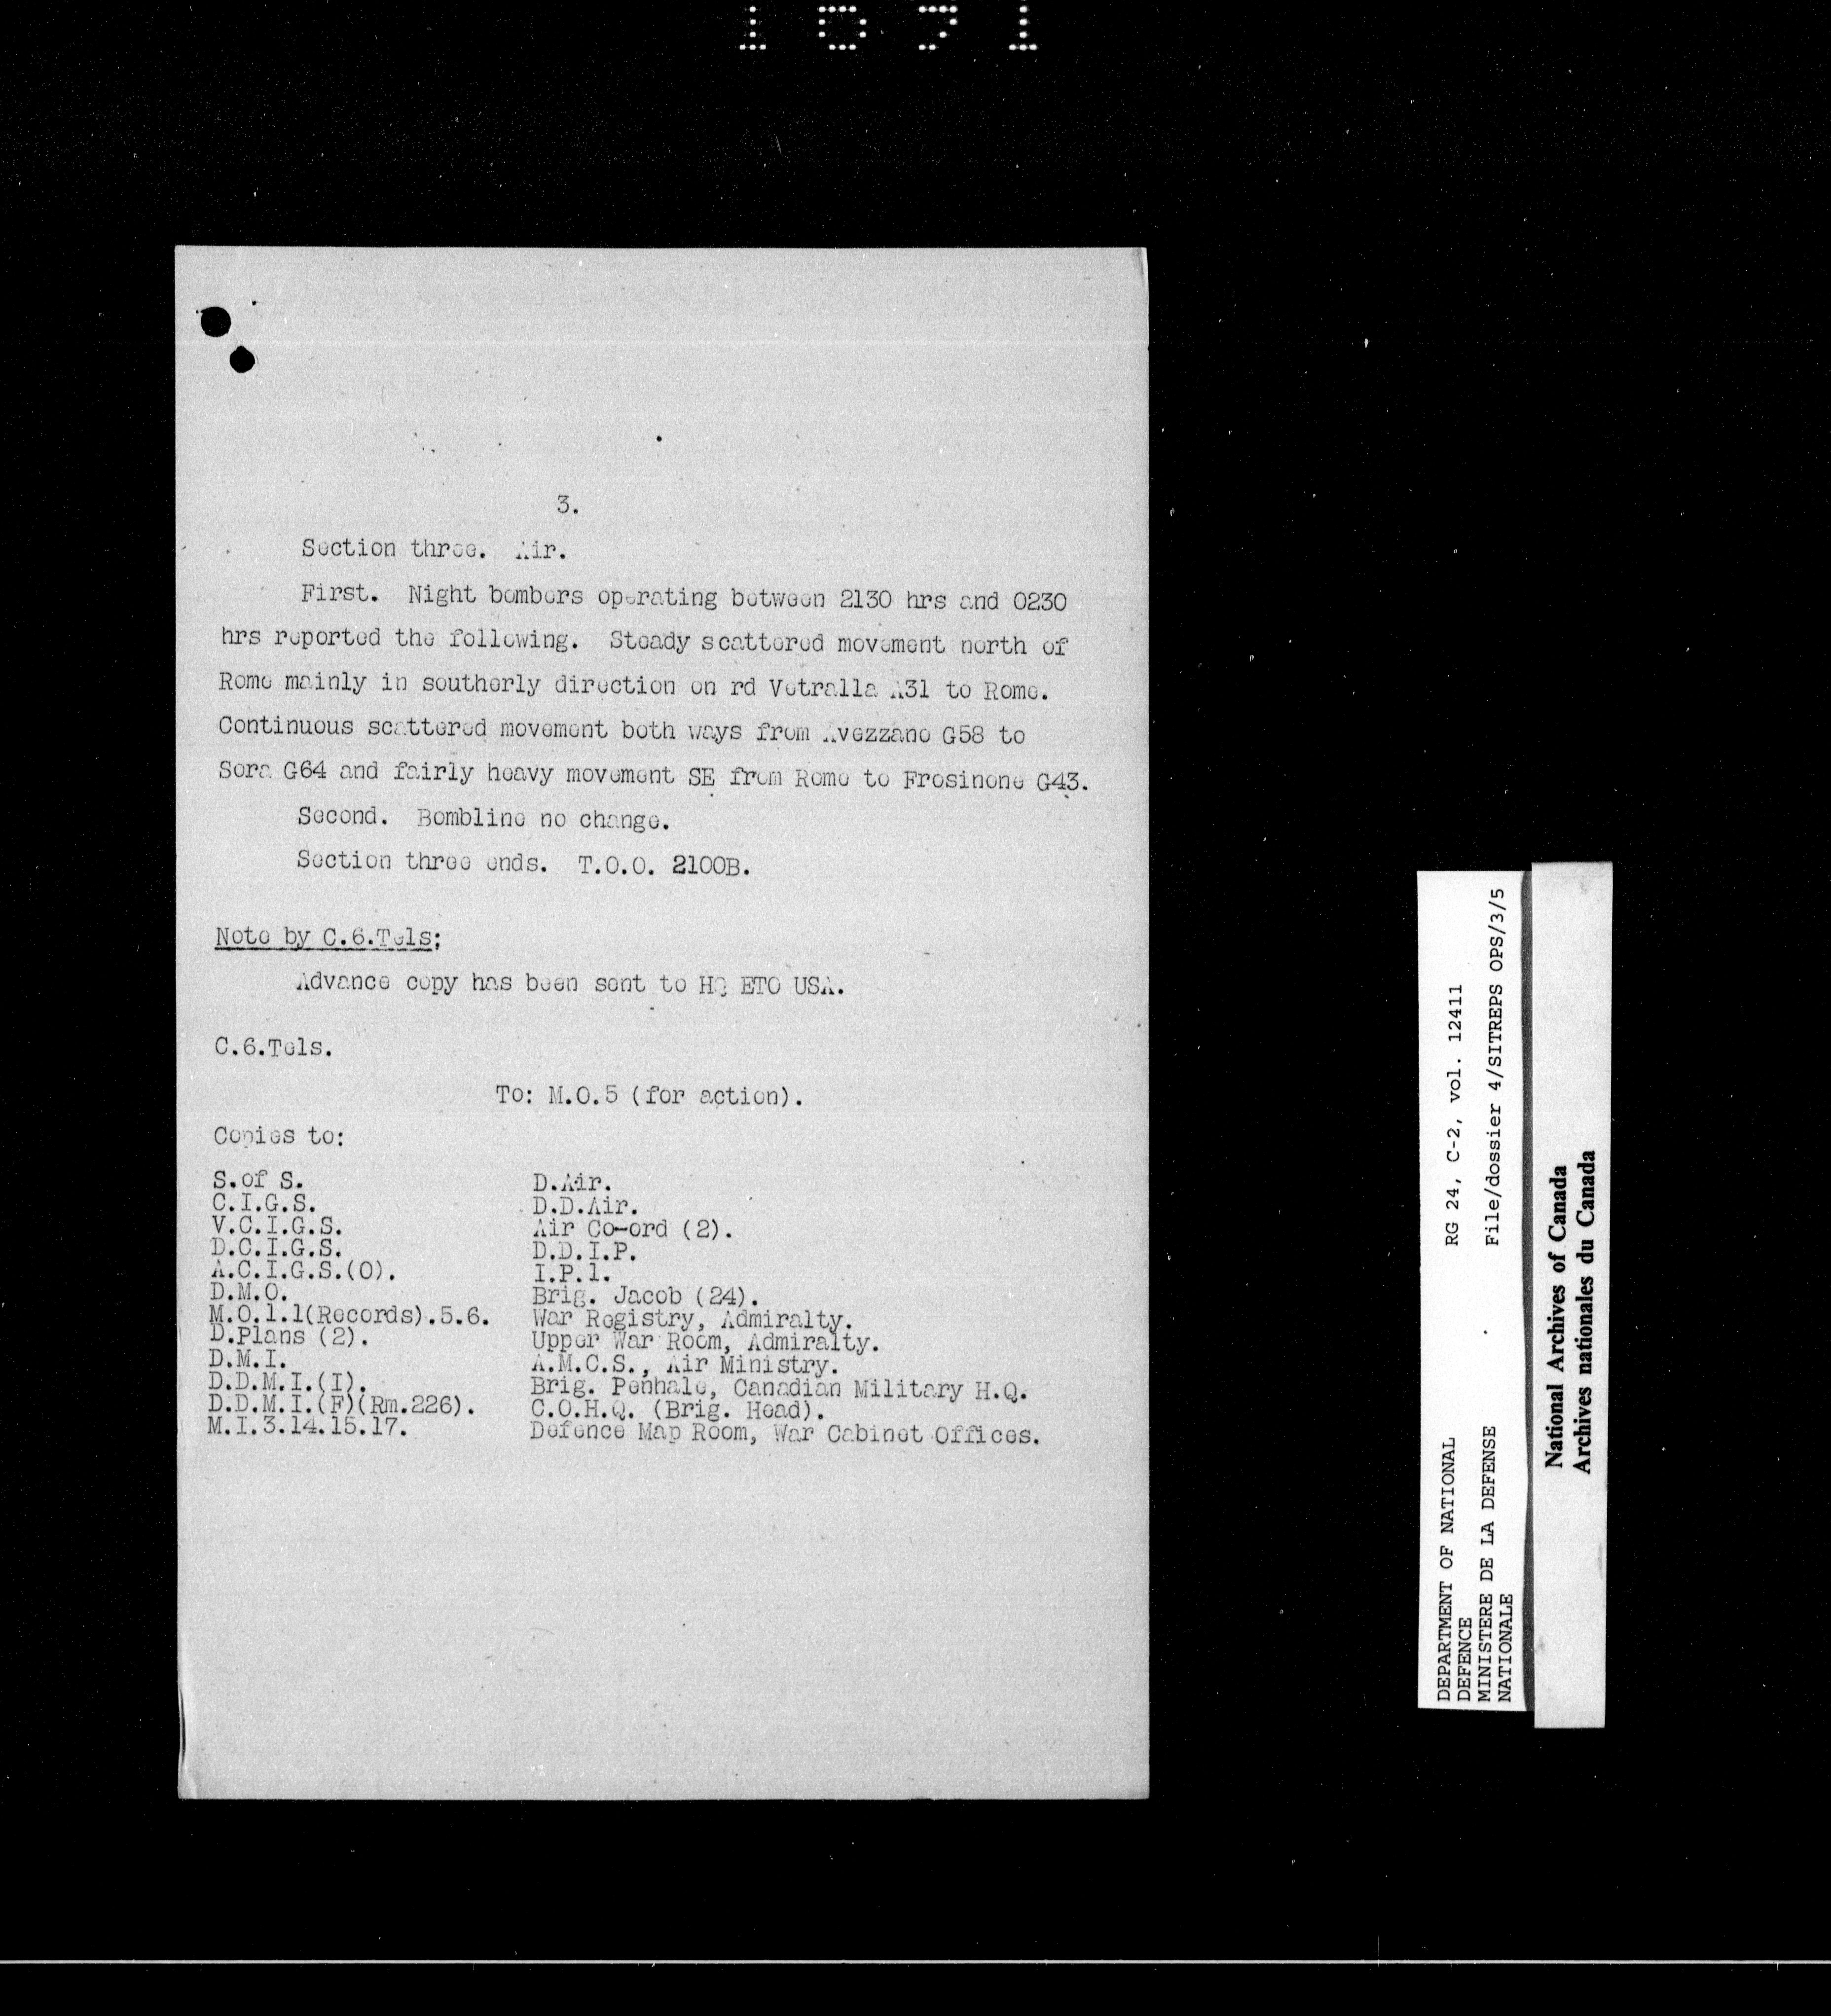 1071
3.
Section three. Air.
First. Night bombers operating between 2130 hrs and 0230
hrs reported the following. Steady scattered movement north of
Rome mainly in southerly direction on rd Vetralla A31 to Rome.
Continuous scattered movement both ways from Avezzano G58 to
Sora G64 and fairly heavy movement SE from Rome to Frosinone G43.
Second. Bombline no change.
Section three ends. T.O.O. 2100B.
Note by C.6.Tels;
Advance copy has been sent to HQ ETO USA.
C.6.Tels.
To: M.O.5 (for action).
Copies to:
S.of S.
C.I.G.S.
V.C.I.G.S.
D.C.I.G.S.
A.C.I.G.S.(O).
D.M.O.
M.O.1.1(Records).5.6.
D.Plans (2).
D.M.I.
D.D.M.I.(I).
D.D.M.I.(F)(Rm.226).
M.I.3.14.15.17.
D.Air.
D.D.Air.
Air Co-ord (2).
D.D.I.P.
I.P.1.
Brig. Jacob (24).
War Registry, Admiralty.
Upper War Room, Admiralty.
A.M.C.S., Air Ministry.
Brig. Penhale, Canadian Military H.Q.
C.O.H.Q. (Brig. Head).
Defence Map Room, War Cabinet Offices.
DEPARTMENT OF NATIONAL
DEFENCE
MINISTERE DE LA DEFENSE
NATIONALE
RG 24, C-2, vol. 12411
File/dossier 4/SITREPS OPS/3/5
National Archives of Canada
Archives nationales du Canada